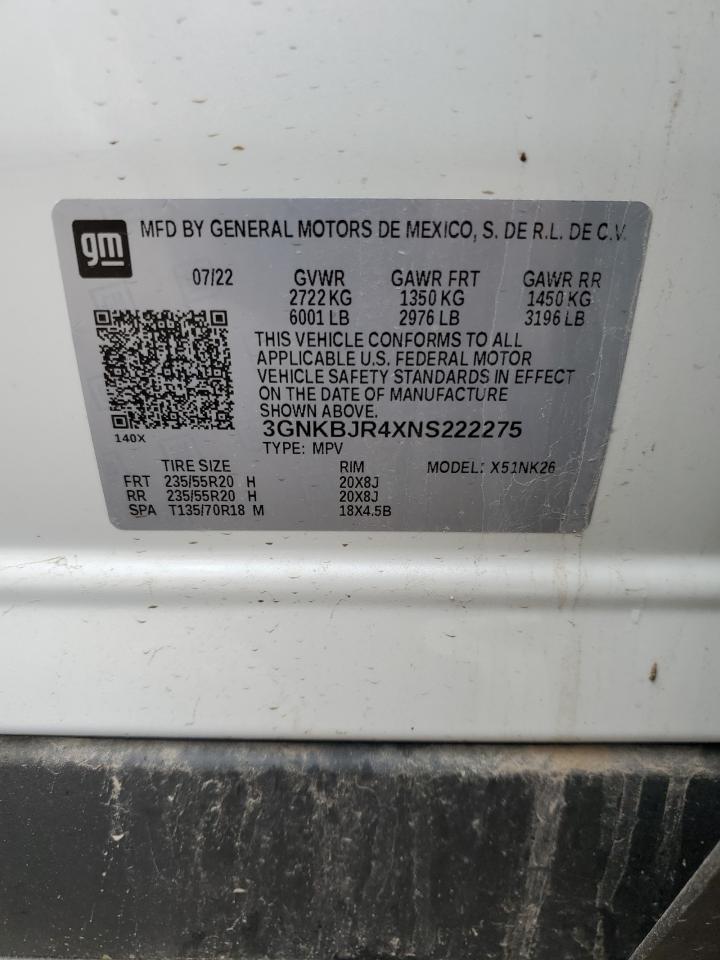 gm
MFD BY GENERAL MOTORS DE MEXICO, S. DE R.L. DE C.V.
07/22 GVWR GAWR FRT GAWR RR
2722 KG 1350 KG 1450 KG
6001 LB 2976 LB 3196 LB
THIS VEHICLE CONFORMS TO ALL
APPLICABLE U.S. FEDERAL MOTOR
VEHICLE SAFETY STANDARDS IN EFFECT
ON THE DATE OF MANUFACTURE
SHOWN ABOVE.
3GNKBJR4XNS222275
140X
TYPE: MPV
TIRE SIZE RIM MODEL: X51NK26
FRT 235/55R20 H 20X8J
RR 235/55R20 H 20X8J
SPA T135/70R18 M 18X4.5B